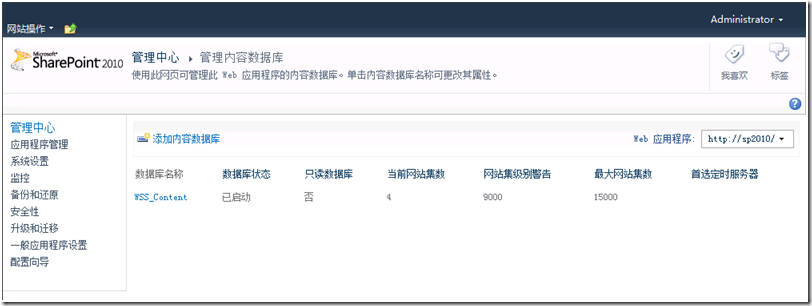 Administrator
网站操作
Microsoft
SharePoint 2010
管理中心 管理内容数据库
使用此网页可管理此 Web 应用程序的内容数据库。单击内容数据库名称可更改其属性。
我喜欢 标签
管理中心
应用程序管理
系统设置
监控
备份和还原
安全性
升级和迁移
一般应用程序设置
配置向导
添加内容数据库
Web 应用程序: http://sp2010/
数据库名称 数据库状态 只读数据库 当前网站集数 网站集级别警告 最大网站集数 首选定时服务器
WSS_Content 已启动 否 4 9000 15000